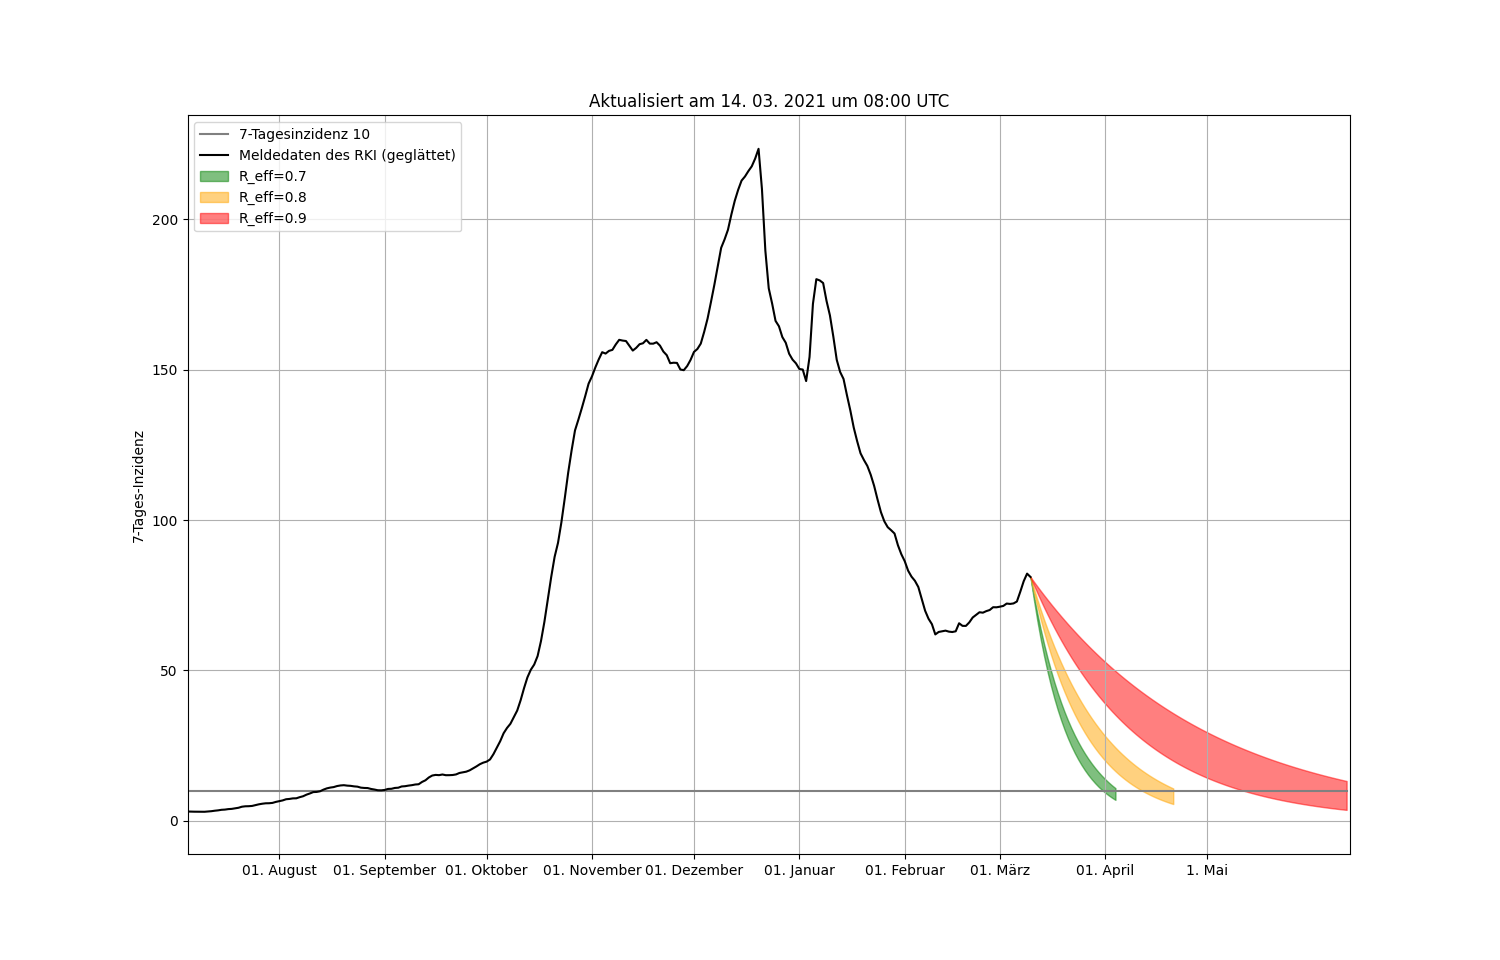 Aktualisiert am 14. 03. 2021 um 08:00 UTC
7-Tagesinzidenz 10
Meldedaten des RKI (geglättet)
R_eff=0.7
R_eff=0.8
R_eff=0.9
7-Tages-Inzidenz
200
150
100
50
0
01. August 01. September 01. Oktober 01. November 01. Dezember 01. Januar 01. Februar 01. März 01. April 1. Mai